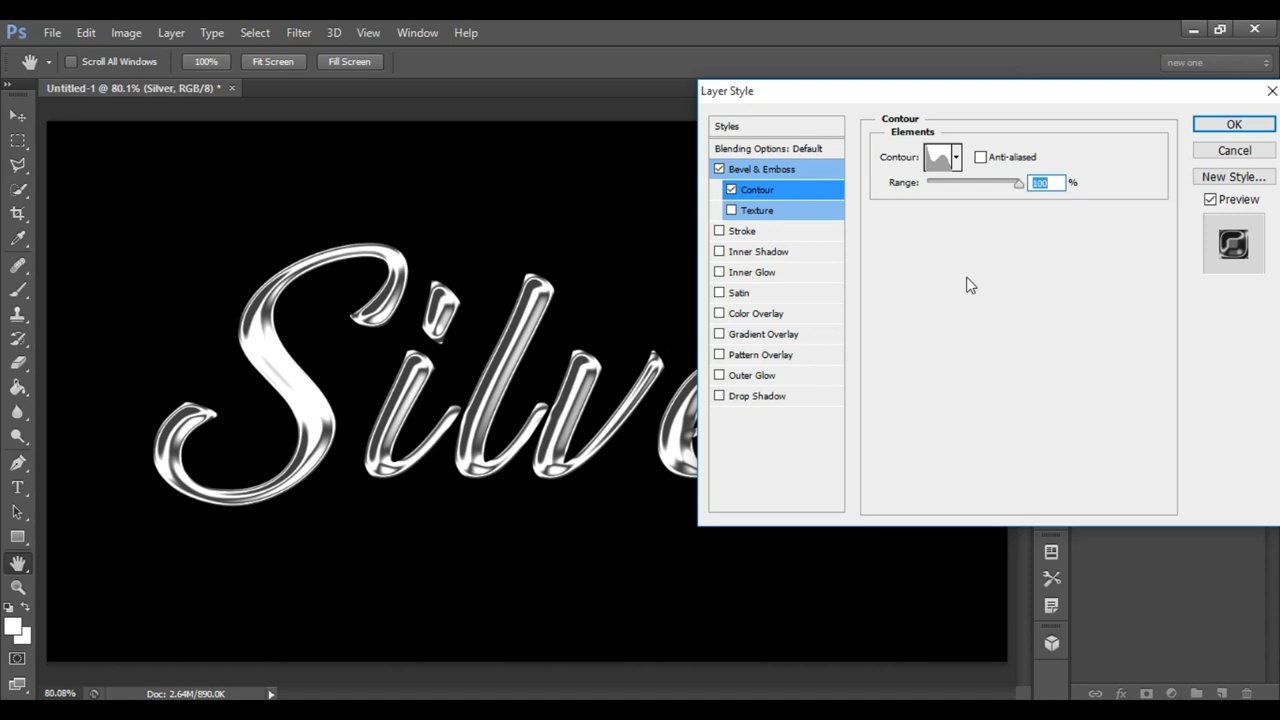 Ps File Edit Image Layer Type Select Filter 3D View Window Help
Scroll All Windows 100% Fit Screen Fill Screen new one
Untitled-1 @ 80.1% (Silver, RGB/8) *
Layer Style
Styles
Blending Options: Default
Bevel & Emboss
Contour
Texture
Stroke
Inner Shadow
Inner Glow
Satin
Color Overlay
Gradient Overlay
Pattern Overlay
Outer Glow
Drop Shadow
Contour
Elements
Contour: Anti-aliased
Range: 100 %
OK
Cancel
New Style...
Preview
Silve
80.08% Doc: 2.64M/890.0K